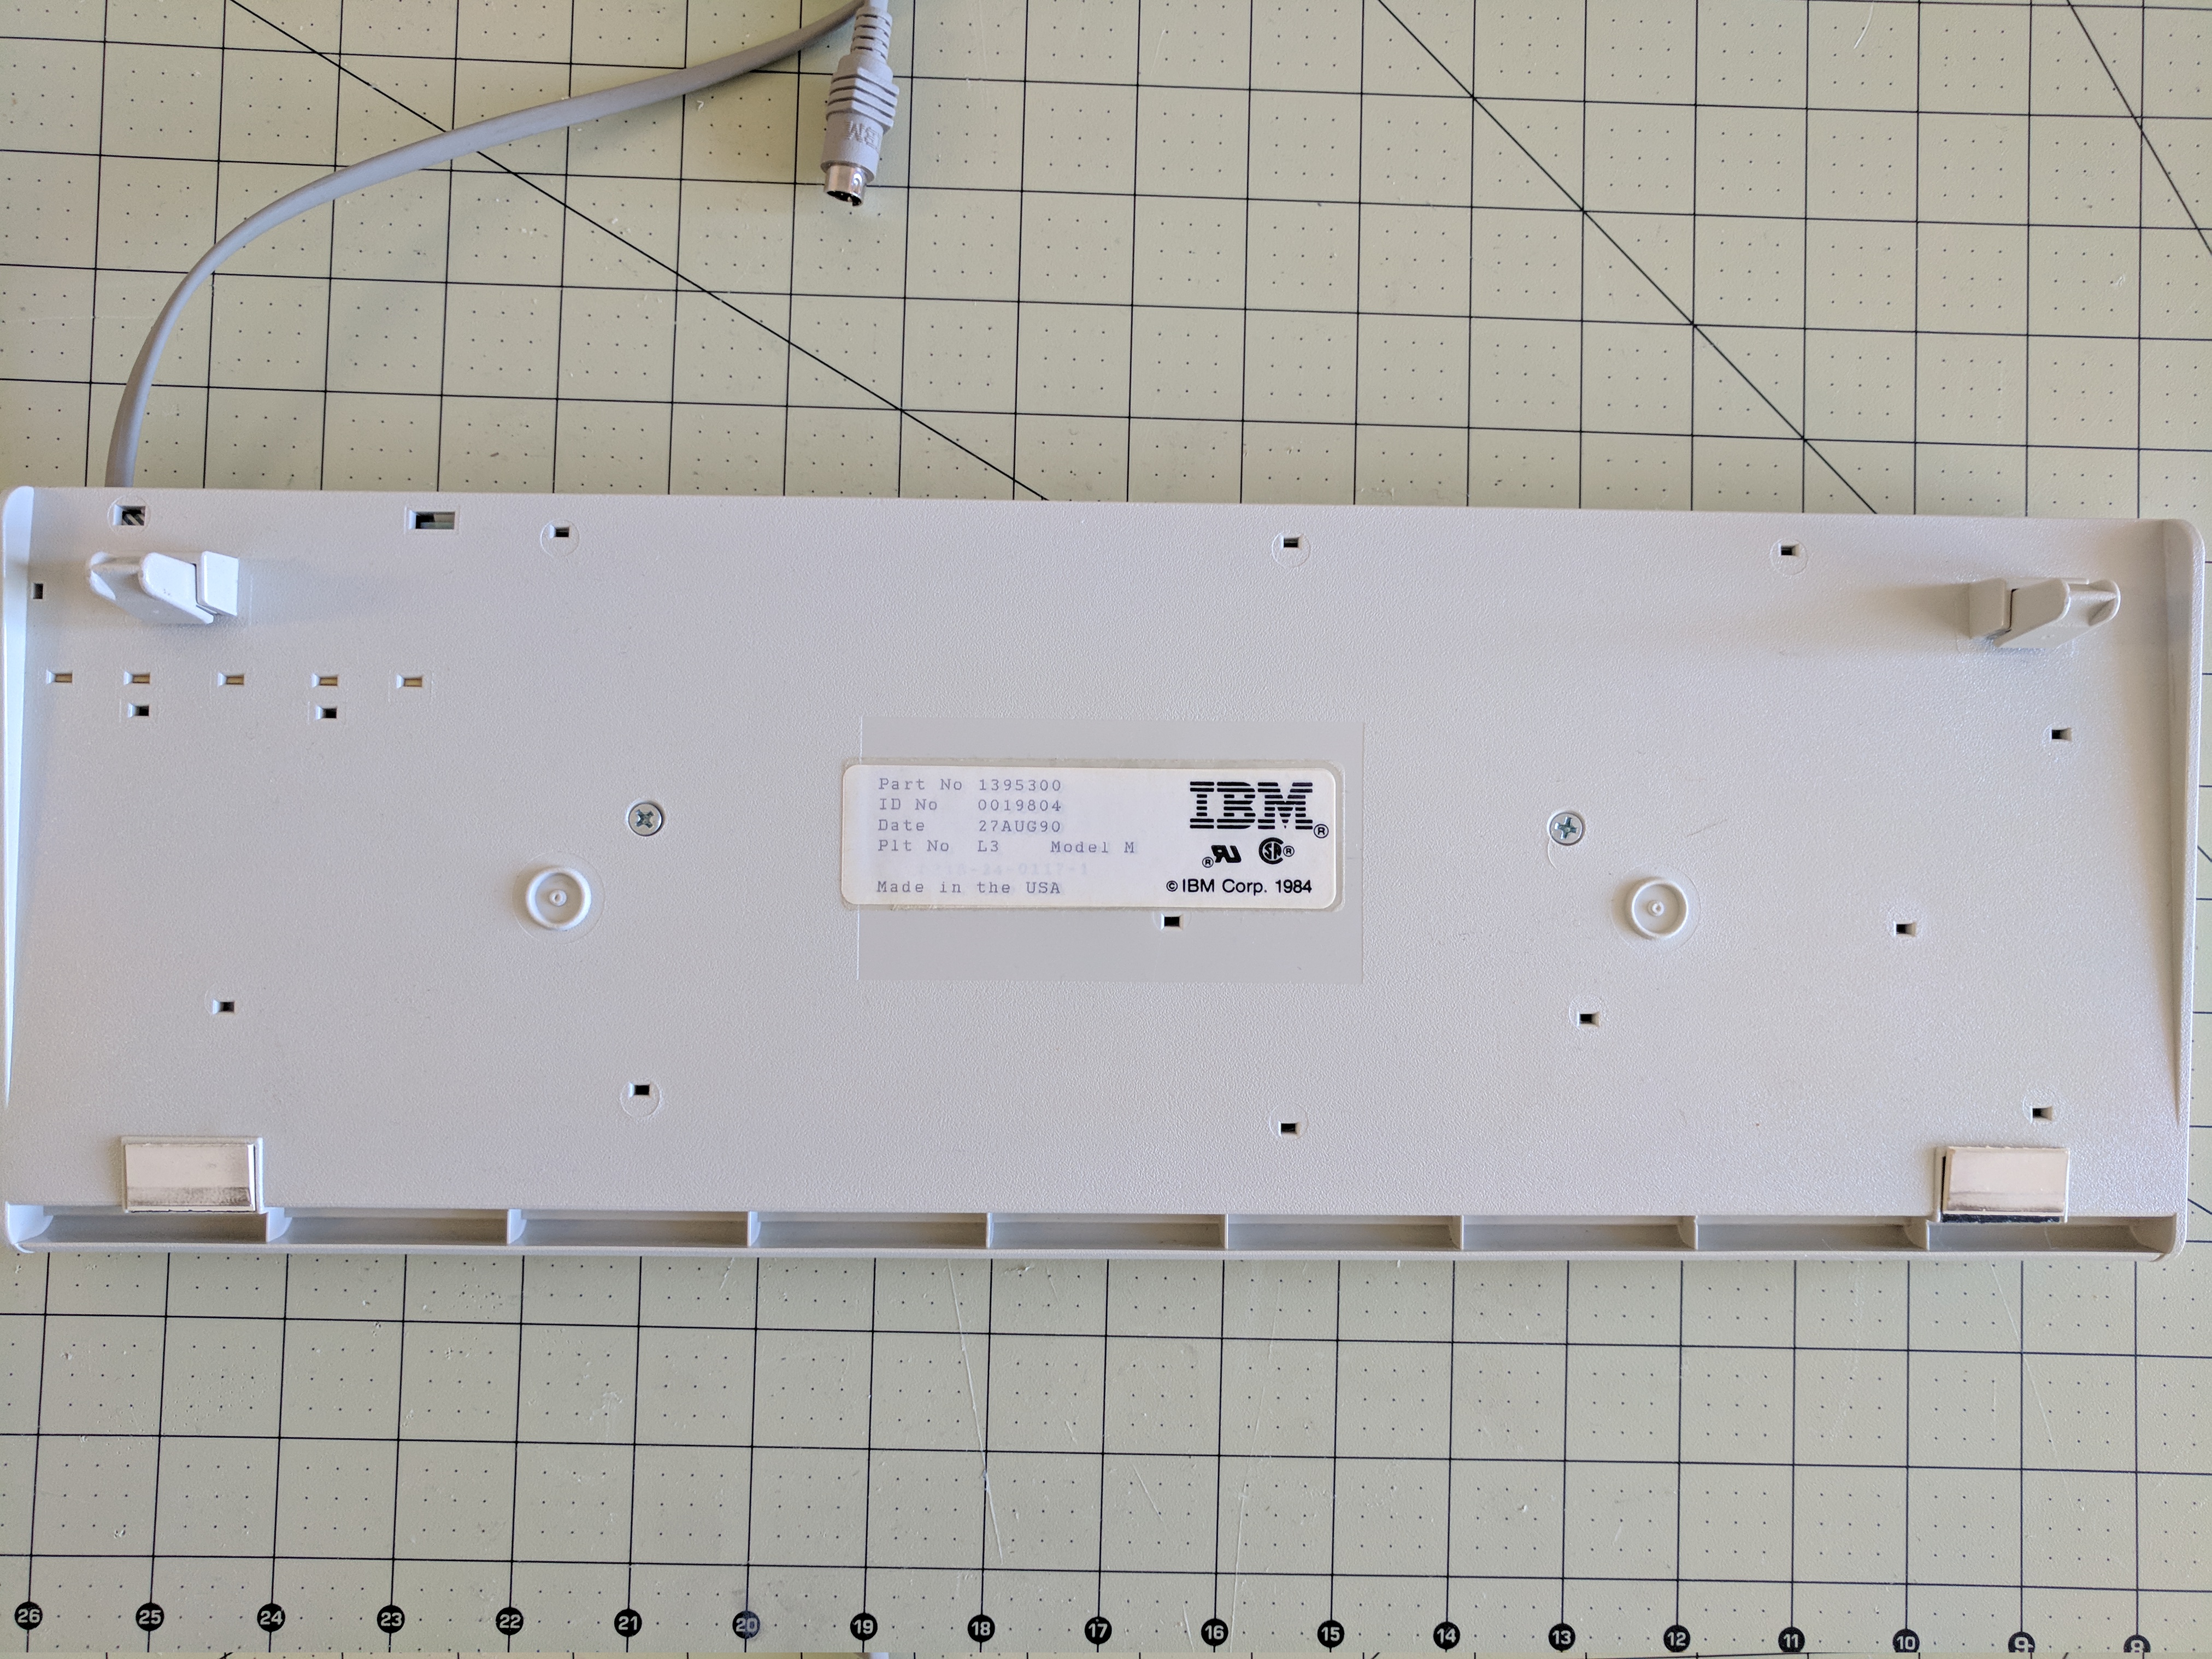 IBM
Part No 1395300
ID No 0019804
Date 27AUG90
Plt No L3 Model M
Made in the USA
IBM®
® RU SA ®
© IBM Corp. 1984
26 25 24 23 22 21 20 19 18 17 16 15 14 13 12 11 10 9 8